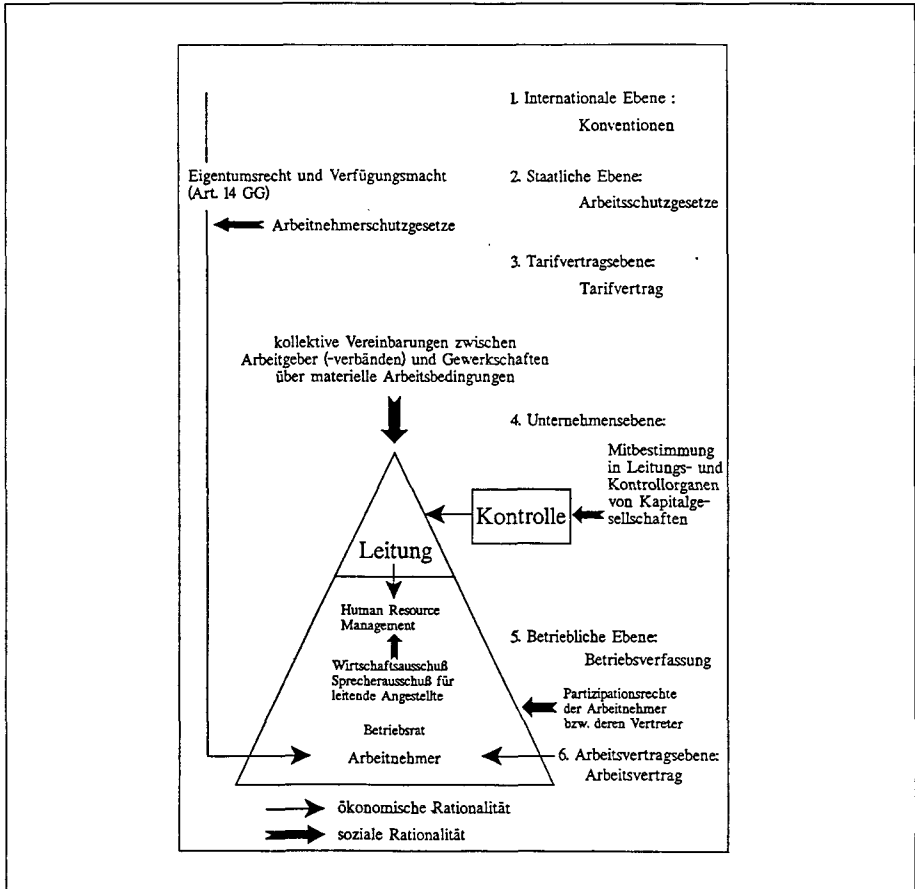 1. Internationale Ebene :
Konventionen
Eigentumsrecht und Verfügungsmacht
(Art. 14 GG)
2. Staatliche Ebene:
Arbeitsschutzgesetze
Arbeitnehmerschutzgesetze
3. Tarifvertragsebene:
Tarifvertrag
kollektive Vereinbarungen zwischen
Arbeitgeber (-verbänden) und Gewerkschaften
über materielle Arbeitsbedingungen
4. Unternehmensebene:
Mitbestimmung
in Leitungs- und
Kontrollorganen
von Kapitalge-
sellschaften
Kontrolle
Leitung
Human Resource
Management
5. Betriebliche Ebene:
Betriebsverfassung
Wirtschaftsausschuß
Sprecherausschuß für
leitende Angestellte
Partizipationsrechte
der Arbeitnehmer
bzw. deren Vertreter
Betriebsrat
Arbeitnehmer
6. Arbeitsvertragsebene:
Arbeitsvertrag
ökonomische Rationalität
soziale Rationalität